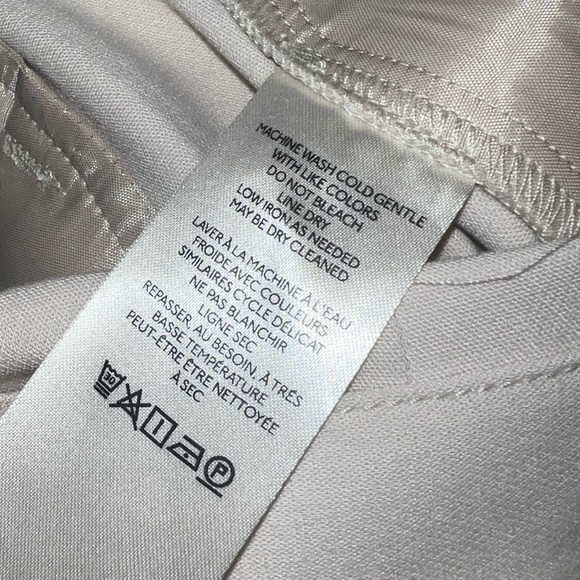 MACHINE WASH COLD GENTLE
WITH LIKE COLORS
DO NOT BLEACH
LINE DRY
LOW IRON AS NEEDED
MAY BE DRY CLEANED
LAVER À LA MACHINE À L'EAU
FROIDE AVEC COULEURS
SIMILAIRES CYCLE DÉLICAT
NE PAS BLANCHIR
LIGNE SEC
REPASSER, AU BESOIN, À TRÉS
BASSE TEMPÉRATURE
PEUT-ÊTRE ÊTRE NETTOYÉE
À SEC
30 P